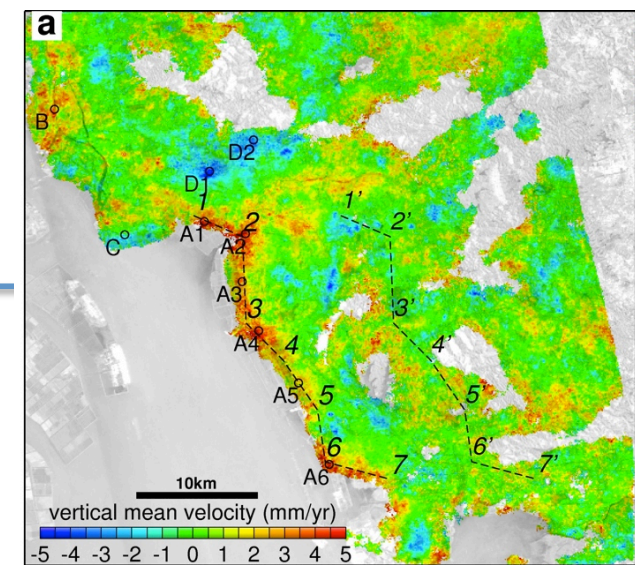 a
B
D2
D1
1
1'
A1
2
2'
C
A2
A3
3
3'
A4
4
4'
A5
5
5'
6
6'
A6
7
7'
10km
vertical mean velocity (mm/yr)
-5 -4 -3 -2 -1 0 1 2 3 4 5